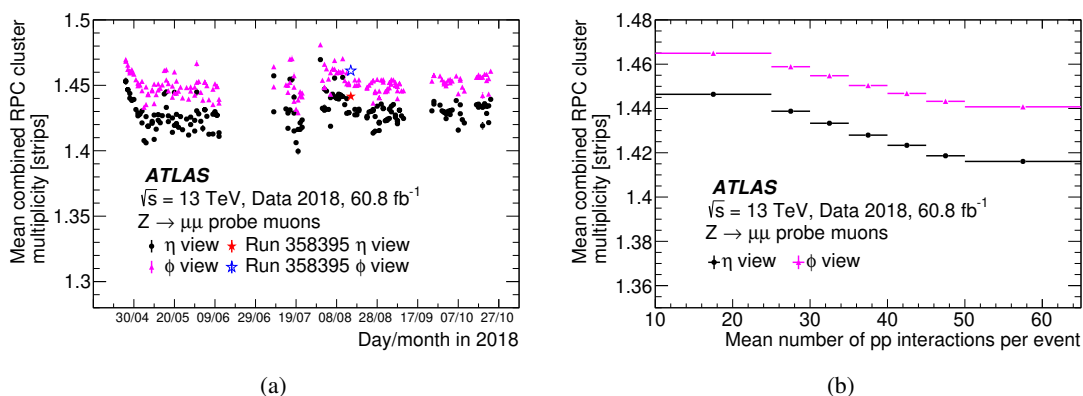 Mean combined RPC cluster
multiplicity [strips]
1.5
1.45
1.4
1.35
1.3
ATLAS
√s = 13 TeV, Data 2018, 60.8 fb⁻¹
Z → μμ probe muons
η view Run 358395 η view
ϕ view Run 358395 ϕ view
30/04 20/05 09/06 29/06 19/07 08/08 28/08 17/09 07/10 27/10
Day/month in 2018
(a)
Mean combined RPC cluster
multiplicity [strips]
1.48
1.46
1.44
1.42
1.4
1.38
1.36
ATLAS
√s = 13 TeV, Data 2018, 60.8 fb⁻¹
Z → μμ probe muons
η view ϕ view
10 20 30 40 50 60
Mean number of pp interactions per event
(b)